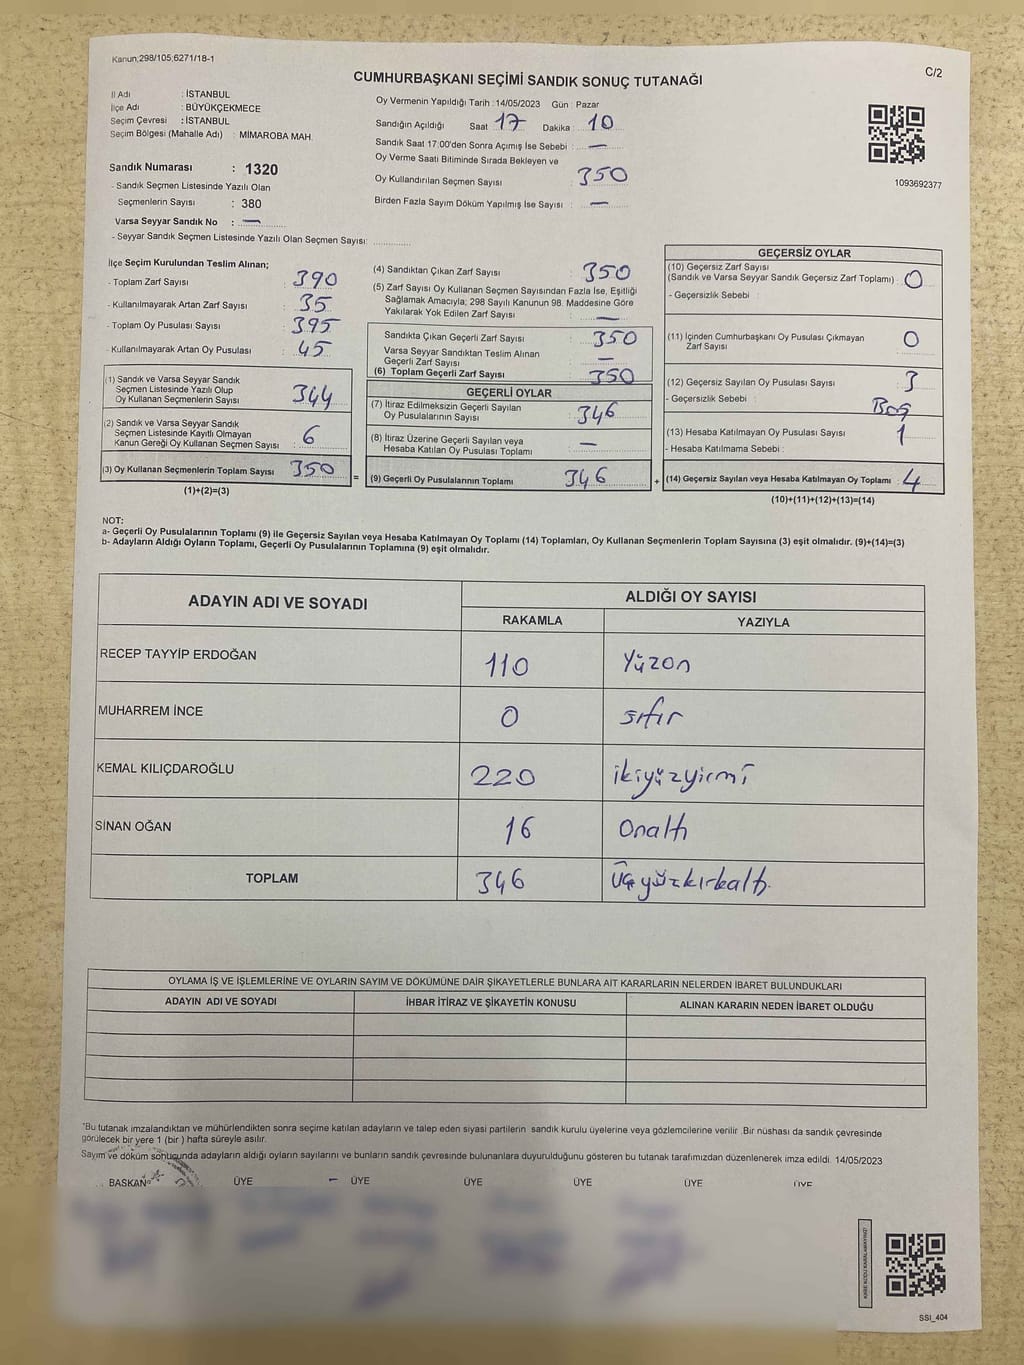 Kanun;298/105;6271/18-1
C/2
CUMHURBAŞKANI SEÇİMİ SANDIK SONUÇ TUTANAĞI
İl Adı : İSTANBUL
İlçe Adı : BÜYÜKÇEKMECE
Seçim Çevresi : İSTANBUL
Seçim Bölgesi (Mahalle Adı) : MİMAROBA MAH.
Sandık Numarası : 1320
- Sandık Seçmen Listesinde Yazılı Olan
Seçmenlerin Sayısı : 380
Varsa Seyyar Sandık No : —
- Seyyar Sandık Seçmen Listesinde Yazılı Olan Seçmen Sayısı:
Oy Vermenin Yapıldığı Tarih :14/05/2023 Gün : Pazar
Sandığın Açıldığı Saat 17 Dakika 10
Sandık Saat 17:00'den Sonra Açımış İse Sebebi : —
Oy Verme Saati Bitiminde Sırada Bekleyen ve
Oy Kullandırılan Seçmen Sayısı : 350
Birden Fazla Sayım Döküm Yapılmış İse Sayısı : —
1093692377
İlçe Seçim Kurulundan Teslim Alınan;
- Toplam Zarf Sayısı : 390
- Kullanılmayarak Artan Zarf Sayısı : 35
- Toplam Oy Pusulası Sayısı : 395
- Kullanılmayarak Artan Oy Pusulası : 45
(1) Sandık ve Varsa Seyyar Sandık
Seçmen Listesinde Yazılı Olup
Oy Kullanan Seçmenlerin Sayısı : 344
(2) Sandık ve Varsa Seyyar Sandık
Seçmen Listesinde Kayıtlı Olmayan
Kanun Gereği Oy Kullanan Seçmen Sayısı : 6
(3) Oy Kullanan Seçmenlerin Toplam Sayısı : 350
(1)+(2)=(3)
(4) Sandıktan Çıkan Zarf Sayısı : 350
(5) Zarf Sayısı Oy Kullanan Seçmen Sayısından Fazla İse, Eşitliği
Sağlamak Amacıyla; 298 Sayılı Kanunun 98. Maddesine Göre
Yakılarak Yok Edilen Zarf Sayısı : —
Sandıkta Çıkan Geçerli Zarf Sayısı : 350
Varsa Seyyar Sandıktan Teslim Alınan
Geçerli Zarf Sayısı : —
(6) Toplam Geçerli Zarf Sayısı : 350
GEÇERLİ OYLAR
(7) İtiraz Edilmeksizin Geçerli Sayılan
Oy Pusulalarının Sayısı : 346
(8) İtiraz Üzerine Geçerli Sayılan veya
Hesaba Katılan Oy Pusulası Toplamı : —
= (9) Geçerli Oy Pusulalarının Toplamı : 346 +
GEÇERSİZ OYLAR
(10) Geçersiz Zarf Sayısı
(Sandık ve Varsa Seyyar Sandık Geçersiz Zarf Toplamı) : 0
- Geçersizlik Sebebi :
(11) İçinden Cumhurbaşkanı Oy Pusulası Çıkmayan
Zarf Sayısı : 0
(12) Geçersiz Sayılan Oy Pusulası Sayısı : 3
- Geçersizlik Sebebi : Boş
(13) Hesaba Katılmayan Oy Pusulası Sayısı : 1
- Hesaba Katılmama Sebebi :
(14) Geçersiz Sayılan veya Hesaba Katılmayan Oy Toplamı : 4
(10)+(11)+(12)+(13)=(14)
NOT:
a- Geçerli Oy Pusulalarının Toplamı (9) ile Geçersiz Sayılan veya Hesaba Katılmayan Oy Toplamı (14) Toplamları, Oy Kullanan Seçmenlerin Toplam Sayısına (3) eşit olmalıdır. (9)+(14)=(3)
b- Adayların Aldığı Oyların Toplamı, Geçerli Oy Pusulalarının Toplamına (9) eşit olmalıdır.
ADAYIN ADI VE SOYADI
ALDIĞI OY SAYISI
RAKAMLA YAZIYLA
RECEP TAYYİP ERDOĞAN 110 Yüzon
MUHARREM İNCE 0 sıfır
KEMAL KILIÇDAROĞLU 220 ikiyüzyirmi
SİNAN OĞAN 16 Onaltı
TOPLAM 346 Üçyüzkırkaltı
OYLAMA İŞ VE İŞLEMLERİNE VE OYLARIN SAYIM VE DÖKÜMÜNE DAİR ŞİKAYETLERLE BUNLARA AİT KARARLARIN NELERDEN İBARET BULUNDUKLARI
ADAYIN ADI VE SOYADI İHBAR İTİRAZ VE ŞİKAYETİN KONUSU ALINAN KARARIN NEDEN İBARET OLDUĞU
*Bu tutanak imzalandıktan ve mühürlendikten sonra seçime katılan adayların ve talep eden siyasi partilerin sandık kurulu üyelerine veya gözlemcilerine verilir .Bir nüshası da sandık çevresinde
görülecek bir yere 1 (bir ) hafta süreyle asılır.
Sayım ve döküm sonucunda adayların aldığı oyların sayılarını ve bunların sandık çevresinde bulunanlara duyurulduğunu gösteren bu tutanak tarafımızdan düzenlenerek imza edildi. 14/05/2023
BAŞKAN ÜYE ÜYE ÜYE ÜYE ÜYE ÜYE
KARE KODU KARALAMAYINIZ!
SSI_404